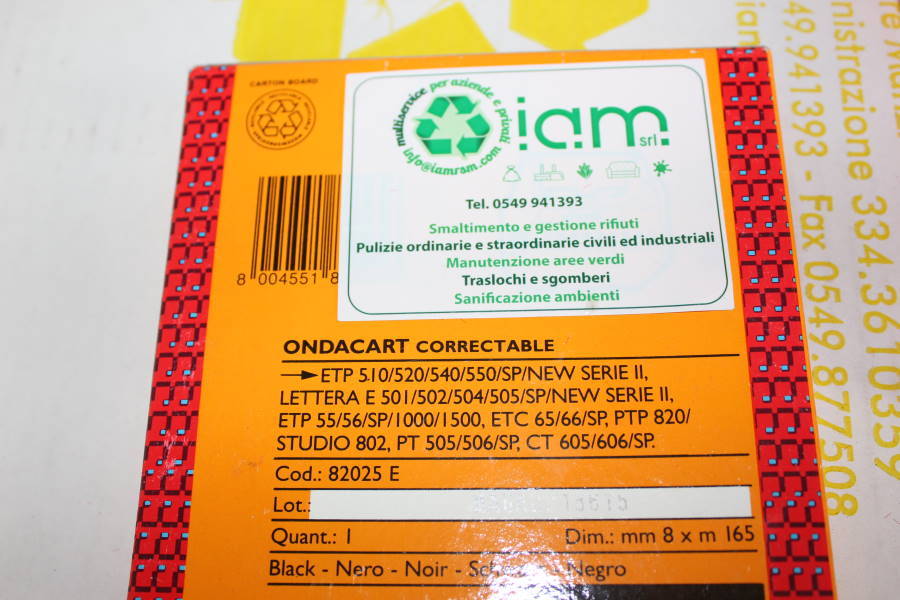 CARTON BOARD
multiservice per aziende e privati
info@iamrsm.com
iam
srl
Tel. 0549 941393
Smaltimento e gestione rifiuti
Pulizie ordinarie e straordinarie civili ed industriali
Manutenzione aree verdi
Traslochi e sgomberi
Sanificazione ambienti
8 004551 8
ONDACART CORRECTABLE
ETP 510/520/540/550/SP/NEW SERIE II,
LETTERA E 501/502/504/505/SP/NEW SERIE II,
ETP 55/56/SP/1000/1500, ETC 65/66/SP, PTP 820/
STUDIO 802, PT 505/506/SP, CT 605/606/SP.
Cod.: 82025 E
Lot.:
Quant.: 1 Dim.: mm 8 x m 165
Black - Nero - Noir - Negro
nistrazione 334.3610359
49.941393 - Fax 0549.877508